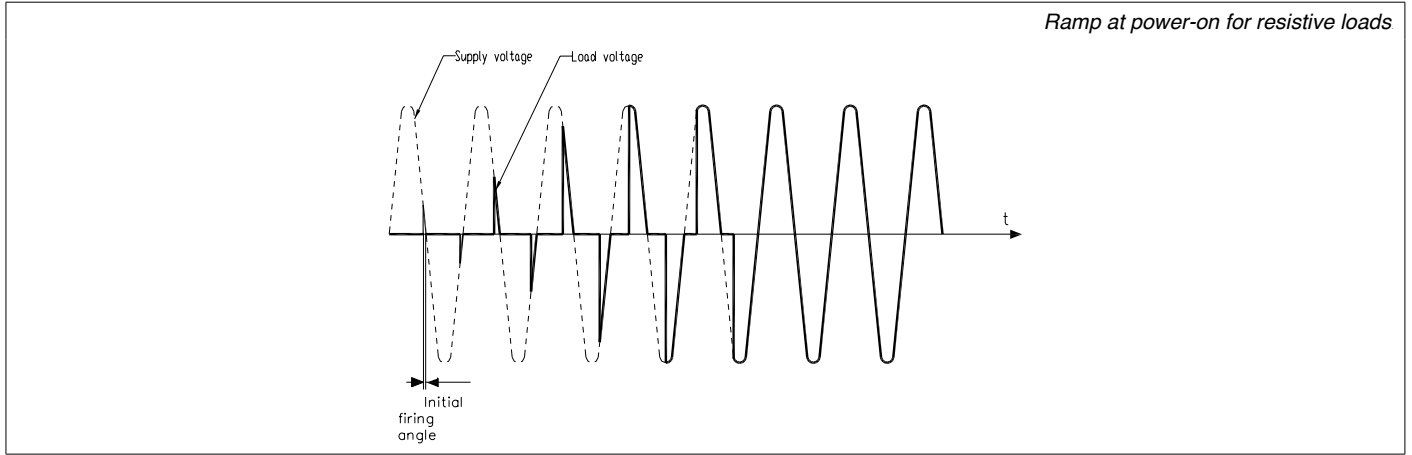 Ramp at power-on for resistive loads
Supply voltage
Load voltage
t
Initial
firing
angle